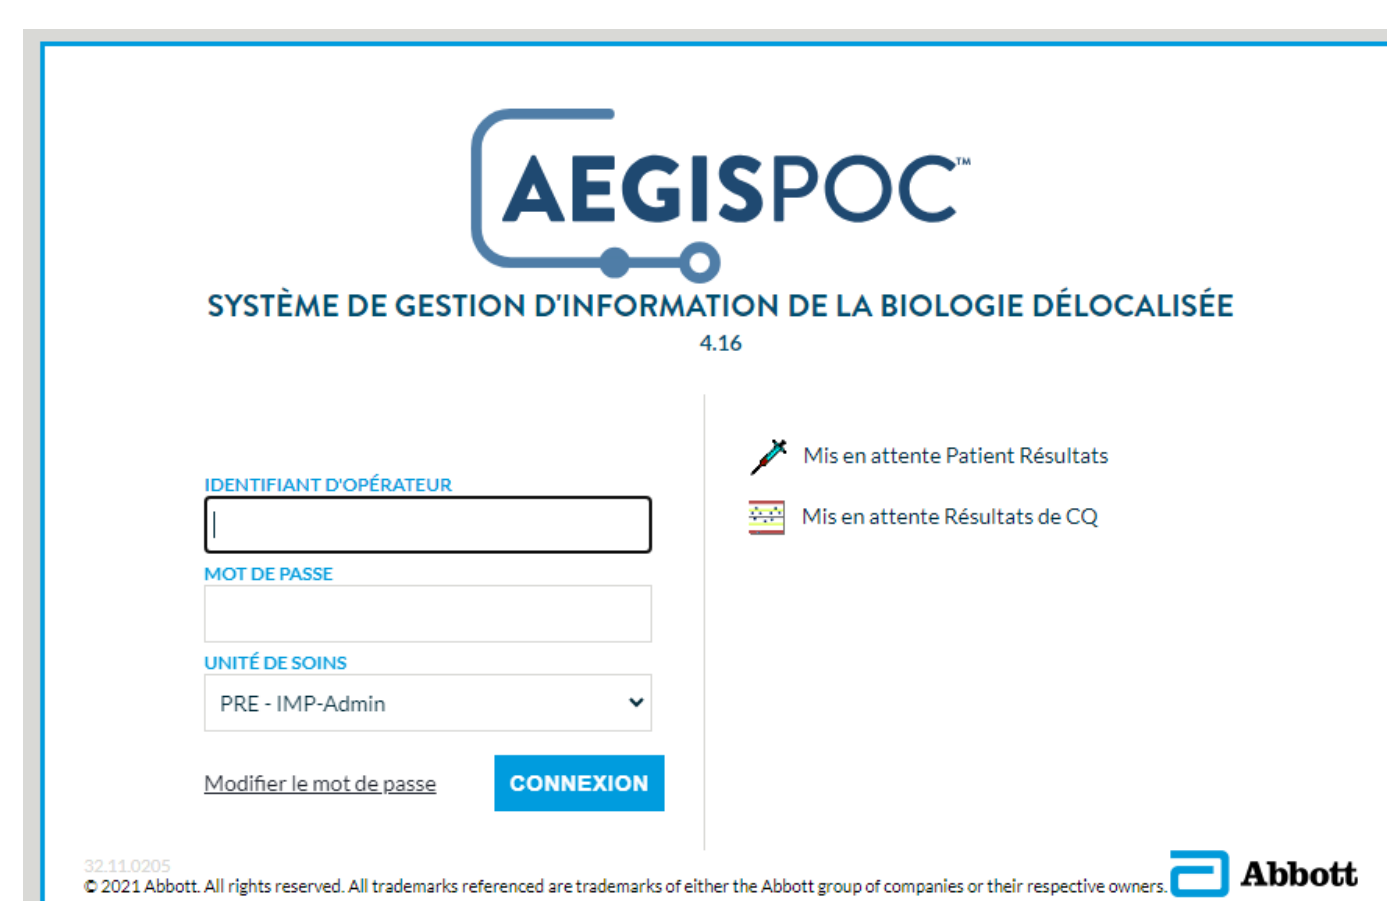 AEGISPOC™
SYSTÈME DE GESTION D'INFORMATION DE LA BIOLOGIE DÉLOCALISÉE
4.16
IDENTIFIANT D'OPÉRATEUR
MOT DE PASSE
UNITÉ DE SOINS
PRE - IMP-Admin
Modifier le mot de passe
CONNEXION
Mis en attente Patient Résultats
Mis en attente Résultats de CQ
32.11.0205
© 2021 Abbott. All rights reserved. All trademarks referenced are trademarks of either the Abbott group of companies or their respective owners.
Abbott